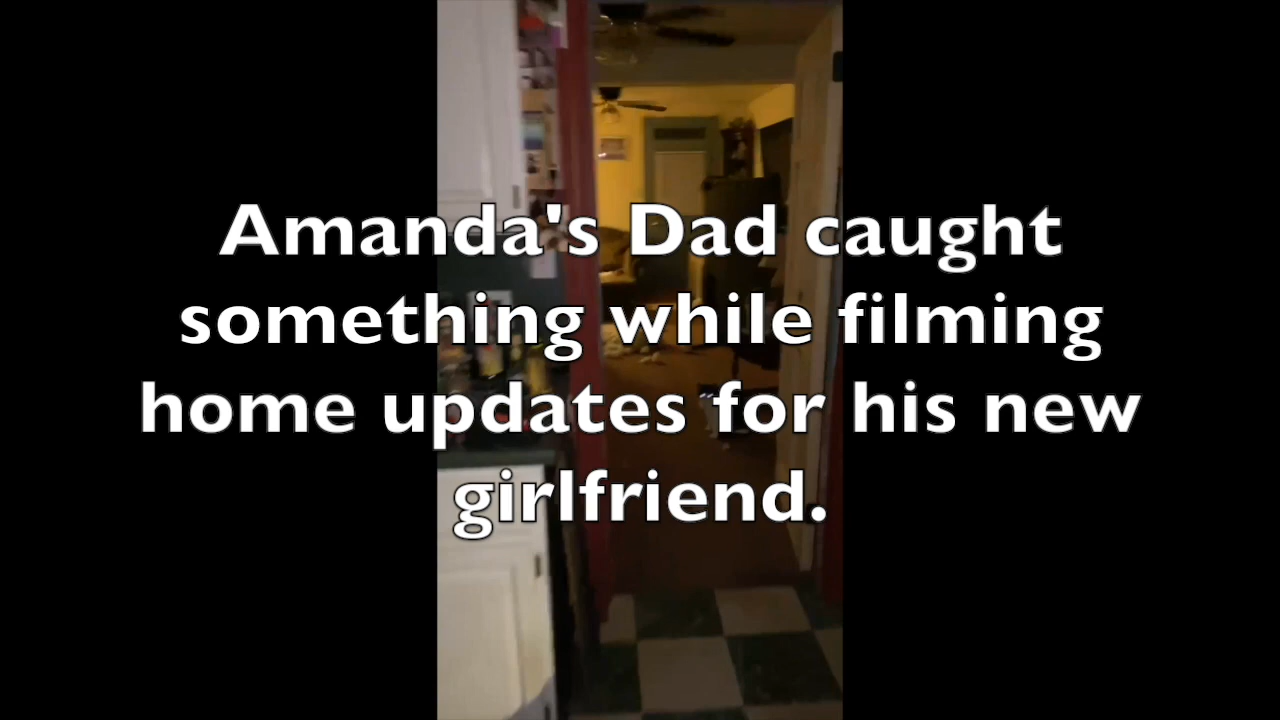 Amanda's Dad caught
something while filming
home updates for his new
girlfriend.